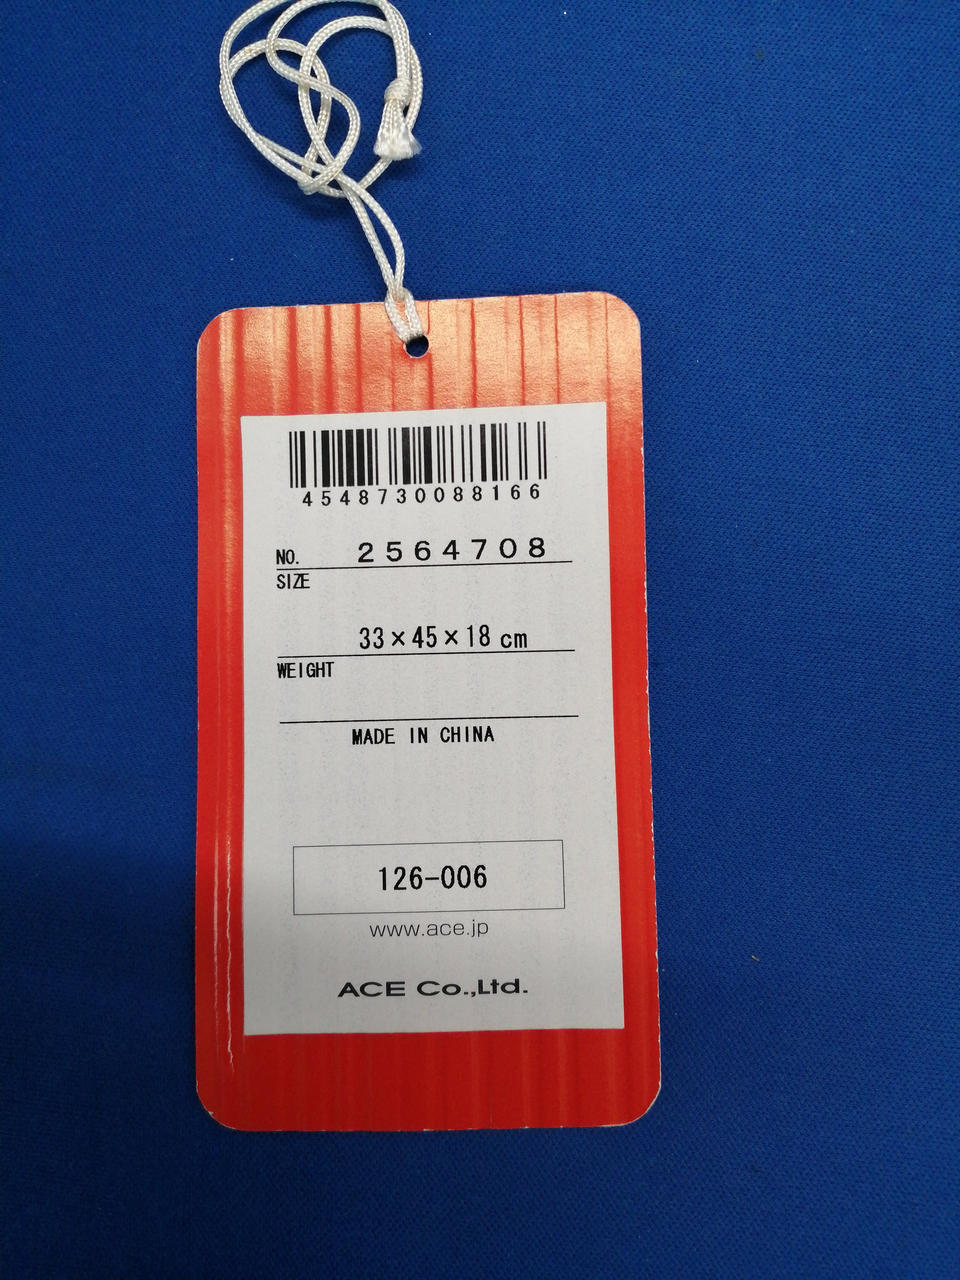 4548730088166
NO. 2564708
SIZE
33×45×18 cm
WEIGHT
MADE IN CHINA
126-006
www.ace.jp
ACE Co.,Ltd.